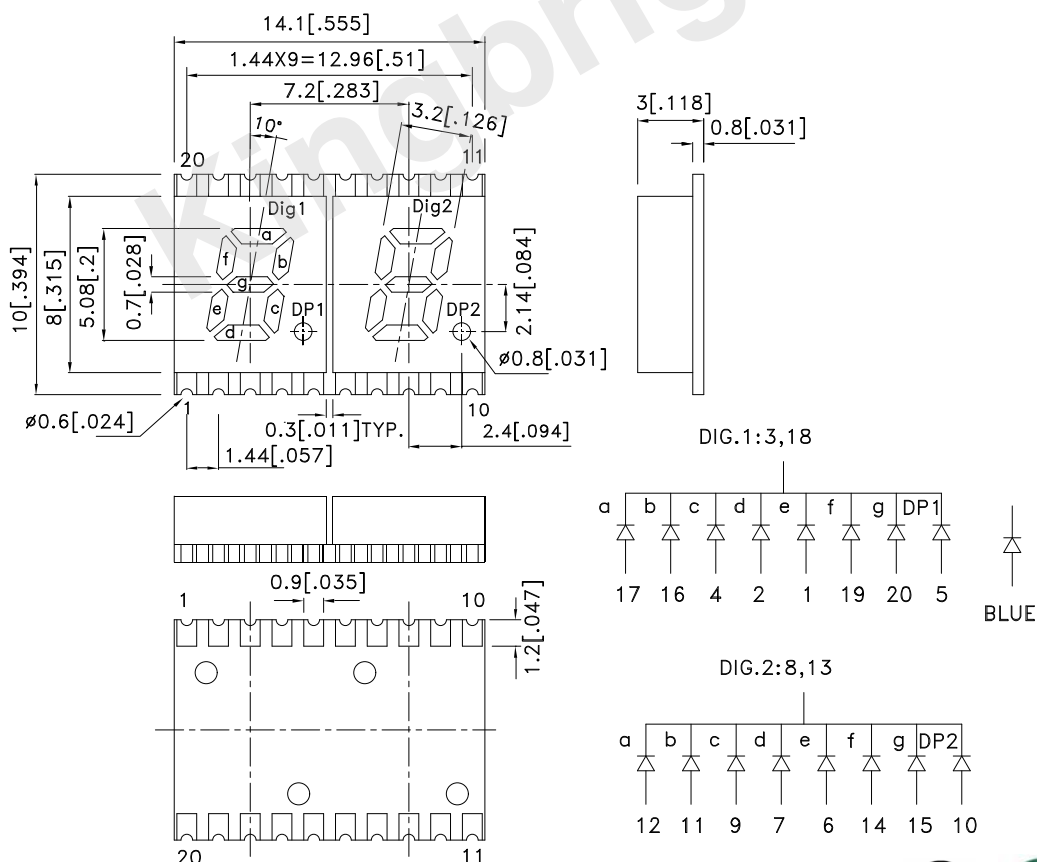 Kingbrig
14.1[.555]
1.44X9=12.96[.51]
7.2[.283]
3.2[.126]
10°
20
11
Dig1
Dig2
a
f
b
g
e
c
d
DP1
DP2
10[.394]
8[.315]
5.08[.2]
0.7[.028]
2.14[.084]
ø0.8[.031]
ø0.6[.024]
1
10
0.3[.011]TYP.
2.4[.094]
1.44[.057]
3[.118]
0.8[.031]
0.9[.035]
1
10
1.2[.047]
20
11
DIG.1:3,18
a b c d e f g DP1
17 16 4 2 1 19 20 5
BLUE
DIG.2:8,13
a b c d e f g DP2
12 11 9 7 6 14 15 10